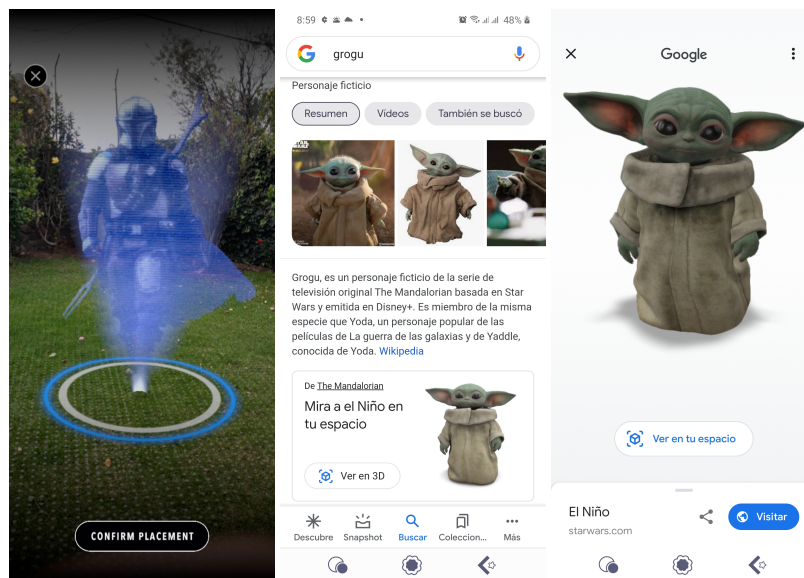 CONFIRM PLACEMENT
8:59
48%
grogu
Personaje ficticio
Resumen
Vídeos
También se buscó
STAR
WARS
Grogu, es un personaje ficticio de la serie de
televisión original The Mandalorian basada en Star
Wars y emitida en Disney+. Es miembro de la misma
especie que Yoda, un personaje popular de las
películas de La guerra de las galaxias y de Yaddle,
conocida de Yoda. Wikipedia
De The Mandalorian
Mira a el Niño en
tu espacio
Ver en 3D
Descubre
Snapshot
Buscar
Coleccion...
Más
Google
Ver en tu espacio
El Niño
starwars.com
Visitar